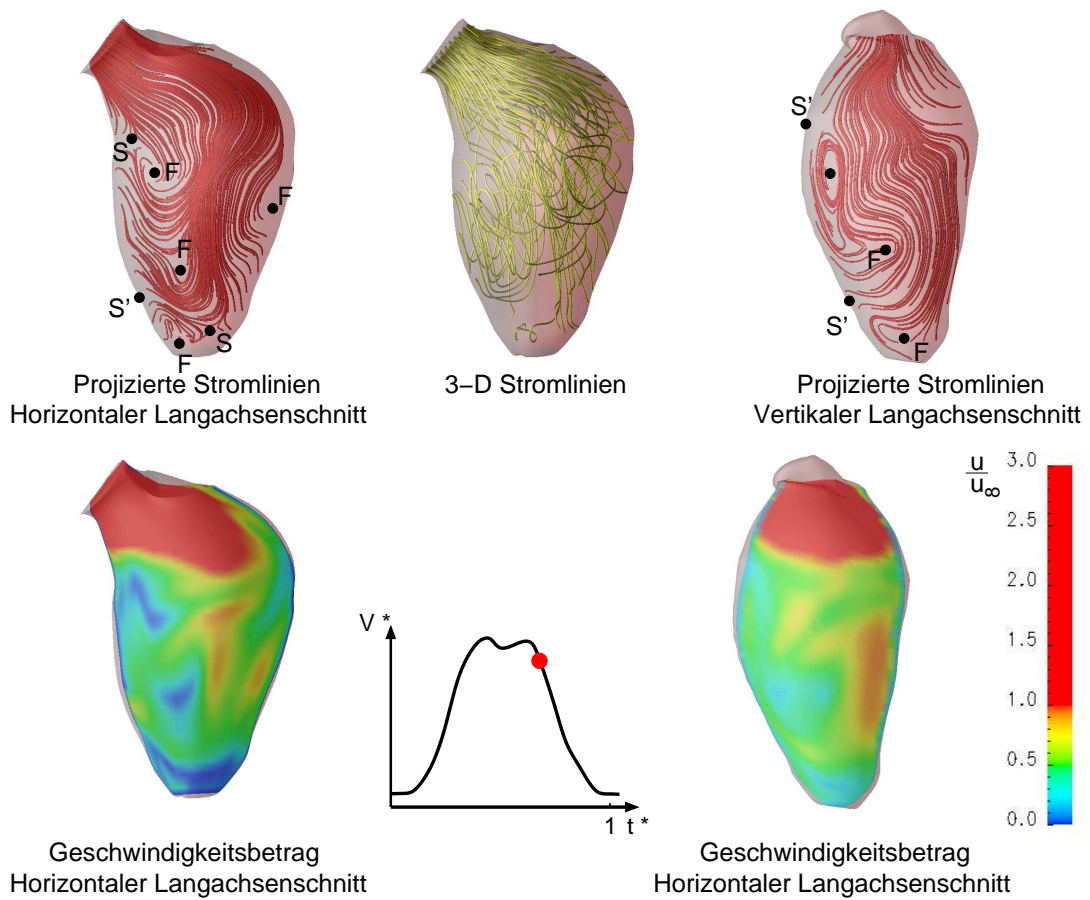 S
F
F
F
S'
S
F
S'
F
S'
F
Projizierte Stromlinien
Horizontaler Langachsenschnitt
3–D Stromlinien
Projizierte Stromlinien
Vertikaler Langachsenschnitt
u
u∞
3.0
2.5
2.0
1.5
1.0
0.5
0.0
V *
1 t *
Geschwindigkeitsbetrag
Horizontaler Langachsenschnitt
Geschwindigkeitsbetrag
Horizontaler Langachsenschnitt